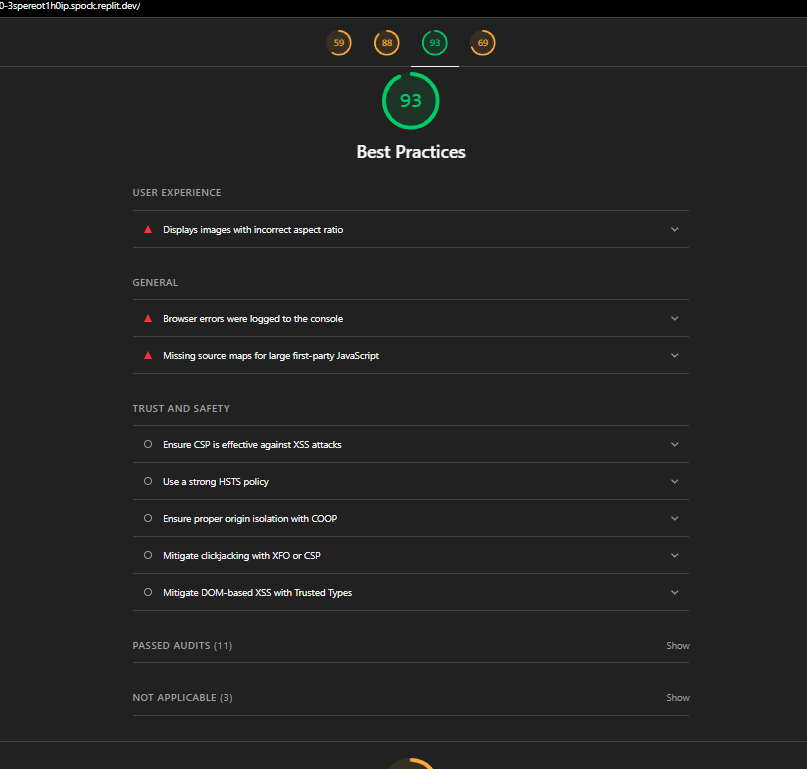 0-3spereot1h0ip.spock.replit.dev/
59 88 93 69
93
Best Practices
USER EXPERIENCE
Displays images with incorrect aspect ratio
GENERAL
Browser errors were logged to the console
Missing source maps for large first-party JavaScript
TRUST AND SAFETY
Ensure CSP is effective against XSS attacks
Use a strong HSTS policy
Ensure proper origin isolation with COOP
Mitigate clickjacking with XFO or CSP
Mitigate DOM-based XSS with Trusted Types
PASSED AUDITS (11) Show
NOT APPLICABLE (3) Show